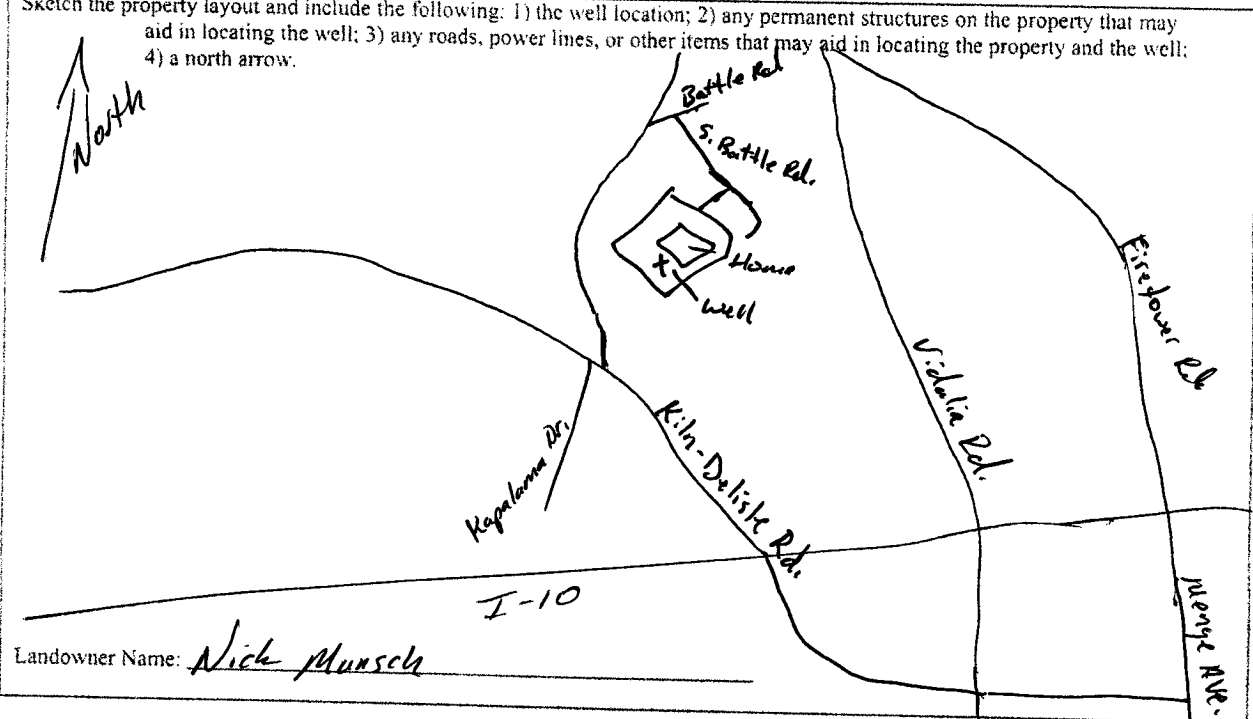 Sketch the property layout and include the following: 1) the well location; 2) any permanent structures on the property that may
aid in locating the well; 3) any roads, power lines, or other items that may aid in locating the property and the well;
4) a north arrow.
North
Battle Rd
S. Battle Rd.
Home
Well
Firetower Rd
Vidalia Rd.
Kapalama Dr.
Kiln-Delisle Rd.
I-10
Menge Ave.
Landowner Name: Nick Munsch